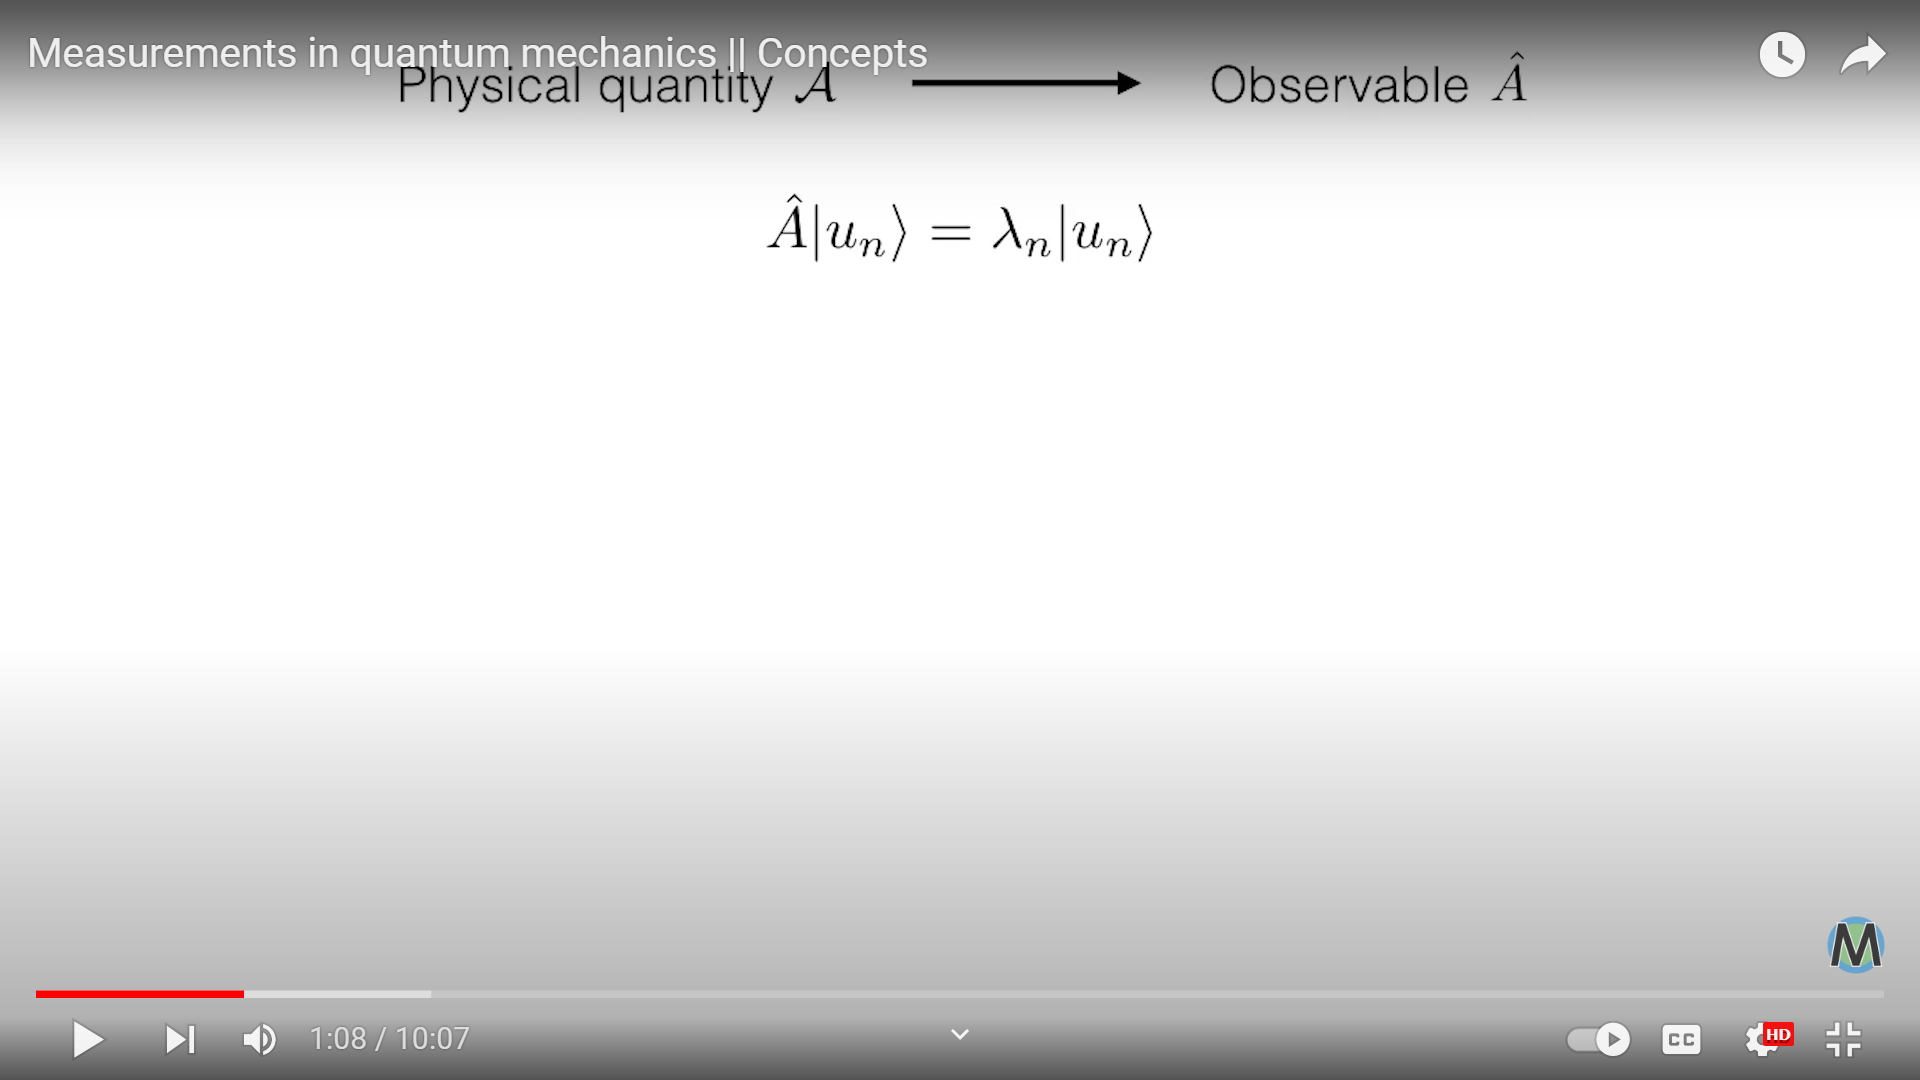 Measurements in quantum mechanics || Concepts
Physical quantity 𝒜 ⟶ Observable Â
Â|uₙ⟩ = λₙ|uₙ⟩
M
1:08 / 10:07
CC
HD